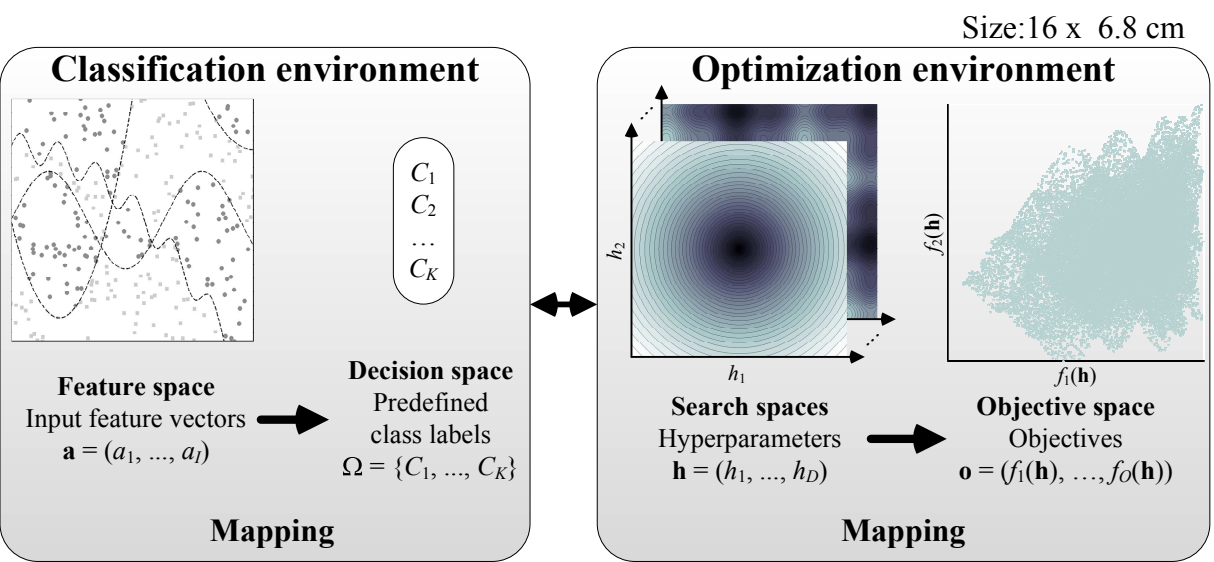 Size:16 x 6.8 cm
Classification environment
C1
C2
...
CK
Feature space
Input feature vectors
a = (a1, ..., aI)
Decision space
Predefined
class labels
Ω = {C1, ..., CK}
Mapping
Optimization environment
h2
h1
f2(h)
f1(h)
Search spaces
Hyperparameters
h = (h1, ..., hD)
Objective space
Objectives
o = (f1(h), …, fO(h))
Mapping